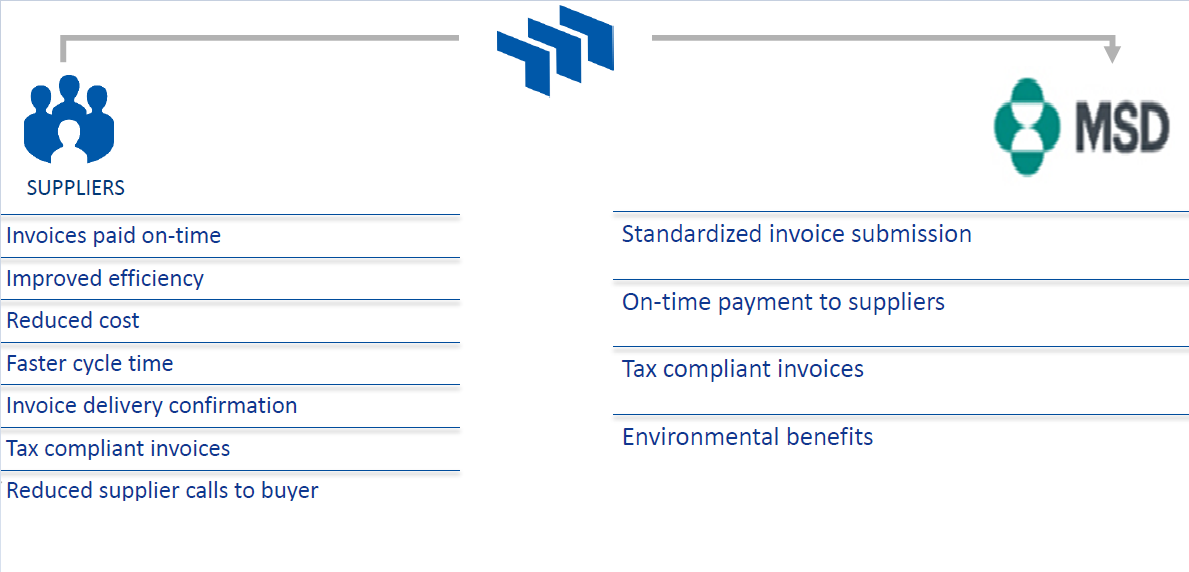 MSD
SUPPLIERS
Invoices paid on-time
Improved efficiency
Reduced cost
Faster cycle time
Invoice delivery confirmation
Tax compliant invoices
Reduced supplier calls to buyer
Standardized invoice submission
On-time payment to suppliers
Tax compliant invoices
Environmental benefits